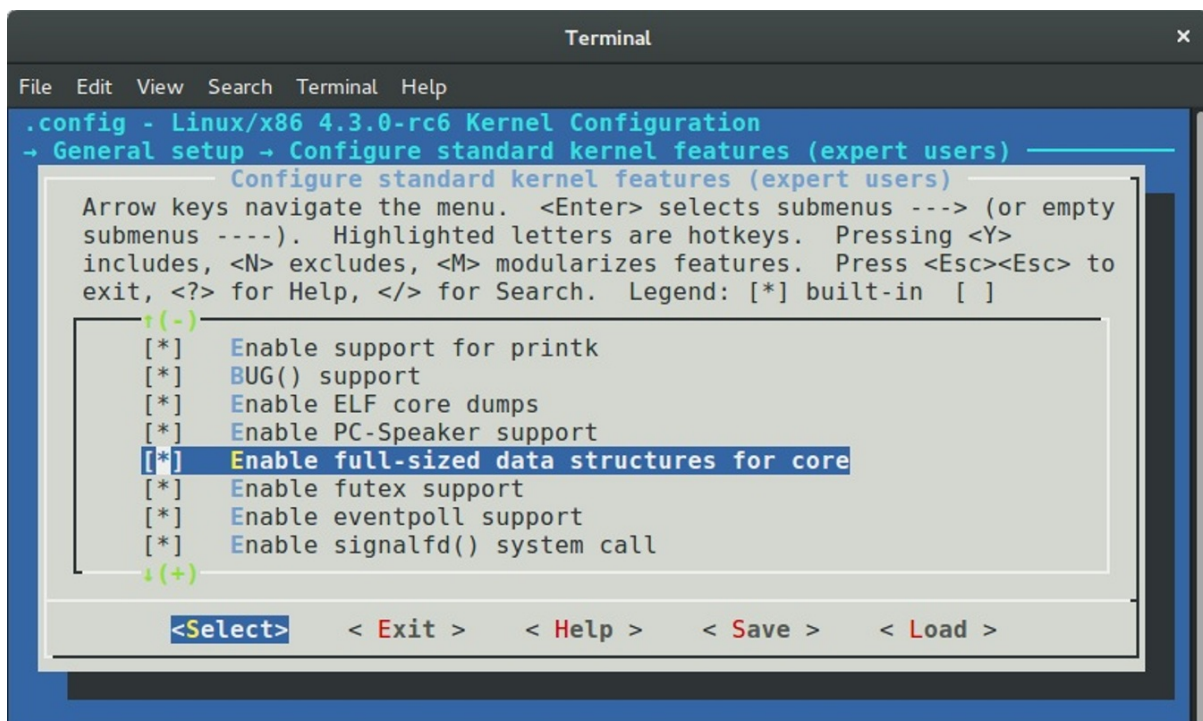 Terminal ×
File Edit View Search Terminal Help
.config - Linux/x86 4.3.0-rc6 Kernel Configuration
→ General setup → Configure standard kernel features (expert users)
Configure standard kernel features (expert users)
Arrow keys navigate the menu. <Enter> selects submenus ---> (or empty
submenus ----). Highlighted letters are hotkeys. Pressing <Y>
includes, <N> excludes, <M> modularizes features. Press <Esc><Esc> to
exit, <?> for Help, </> for Search. Legend: [*] built-in [ ]
↑(-)
[*] Enable support for printk
[*] BUG() support
[*] Enable ELF core dumps
[*] Enable PC-Speaker support
[*] Enable full-sized data structures for core
[*] Enable futex support
[*] Enable eventpoll support
[*] Enable signalfd() system call
↓(+)
<Select> < Exit > < Help > < Save > < Load >